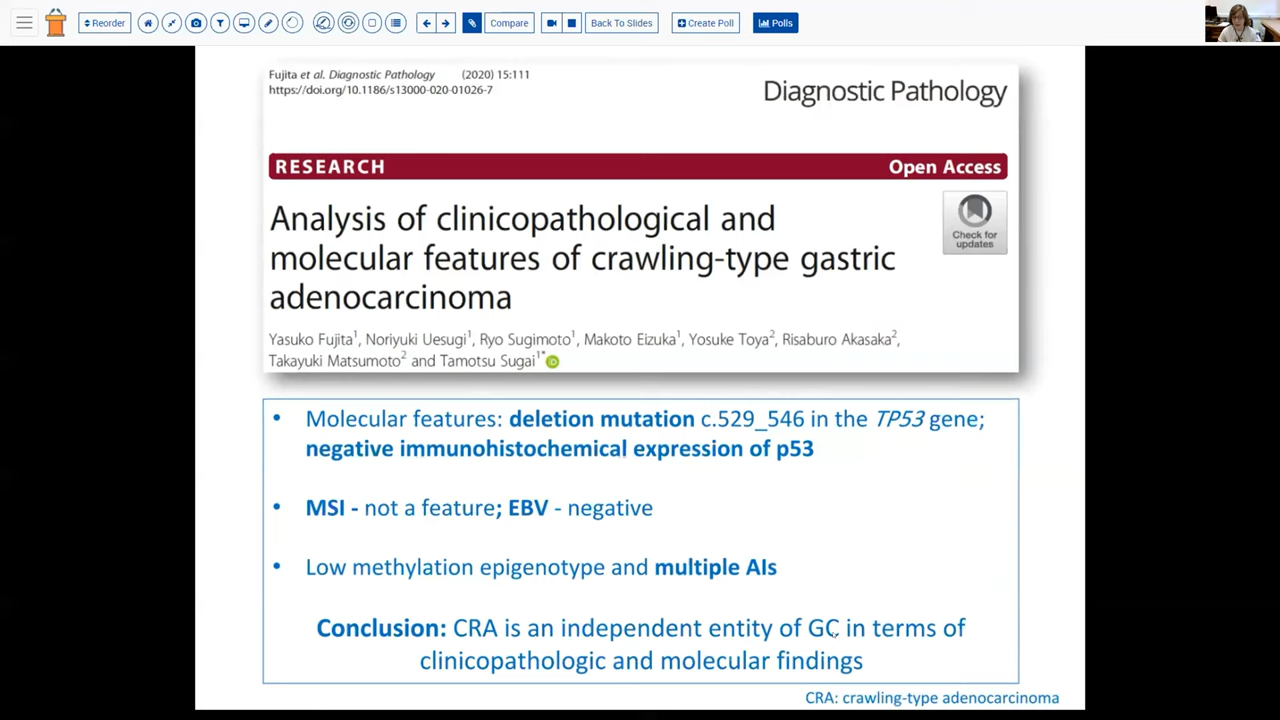 Reorder
Compare
Back To Slides
Create Poll
Polls
Fujita et al. Diagnostic Pathology (2020) 15:111
https://doi.org/10.1186/s13000-020-01026-7
Diagnostic Pathology
RESEARCH
Open Access
Analysis of clinicopathological and
molecular features of crawling-type gastric
adenocarcinoma
Check for
updates
Yasuko Fujita1, Noriyuki Uesugi1, Ryo Sugimoto1, Makoto Eizuka1, Yosuke Toya2, Risaburo Akasaka2,
Takayuki Matsumoto2 and Tamotsu Sugai1*
• Molecular features: deletion mutation c.529_546 in the TP53 gene;
negative immunohistochemical expression of p53
• MSI - not a feature; EBV - negative
• Low methylation epigenotype and multiple AIs
Conclusion: CRA is an independent entity of GC in terms of
clinicopathologic and molecular findings
CRA: crawling-type adenocarcinoma